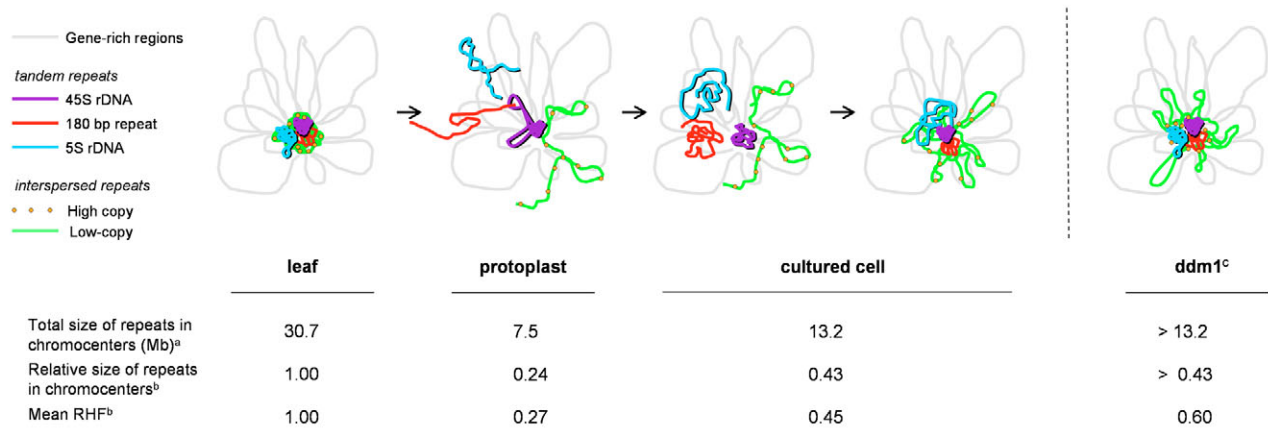 Gene-rich regions
tandem repeats
45S rDNA
180 bp repeat
5S rDNA
interspersed repeats
High copy
Low-copy
leaf protoplast cultured cell ddm1ᶜ
Total size of repeats in
chromocenters (Mb)ᵃ 30.7 7.5 13.2 > 13.2
Relative size of repeats
in chromocentersᵇ 1.00 0.24 0.43 > 0.43
Mean RHFᵇ 1.00 0.27 0.45 0.60